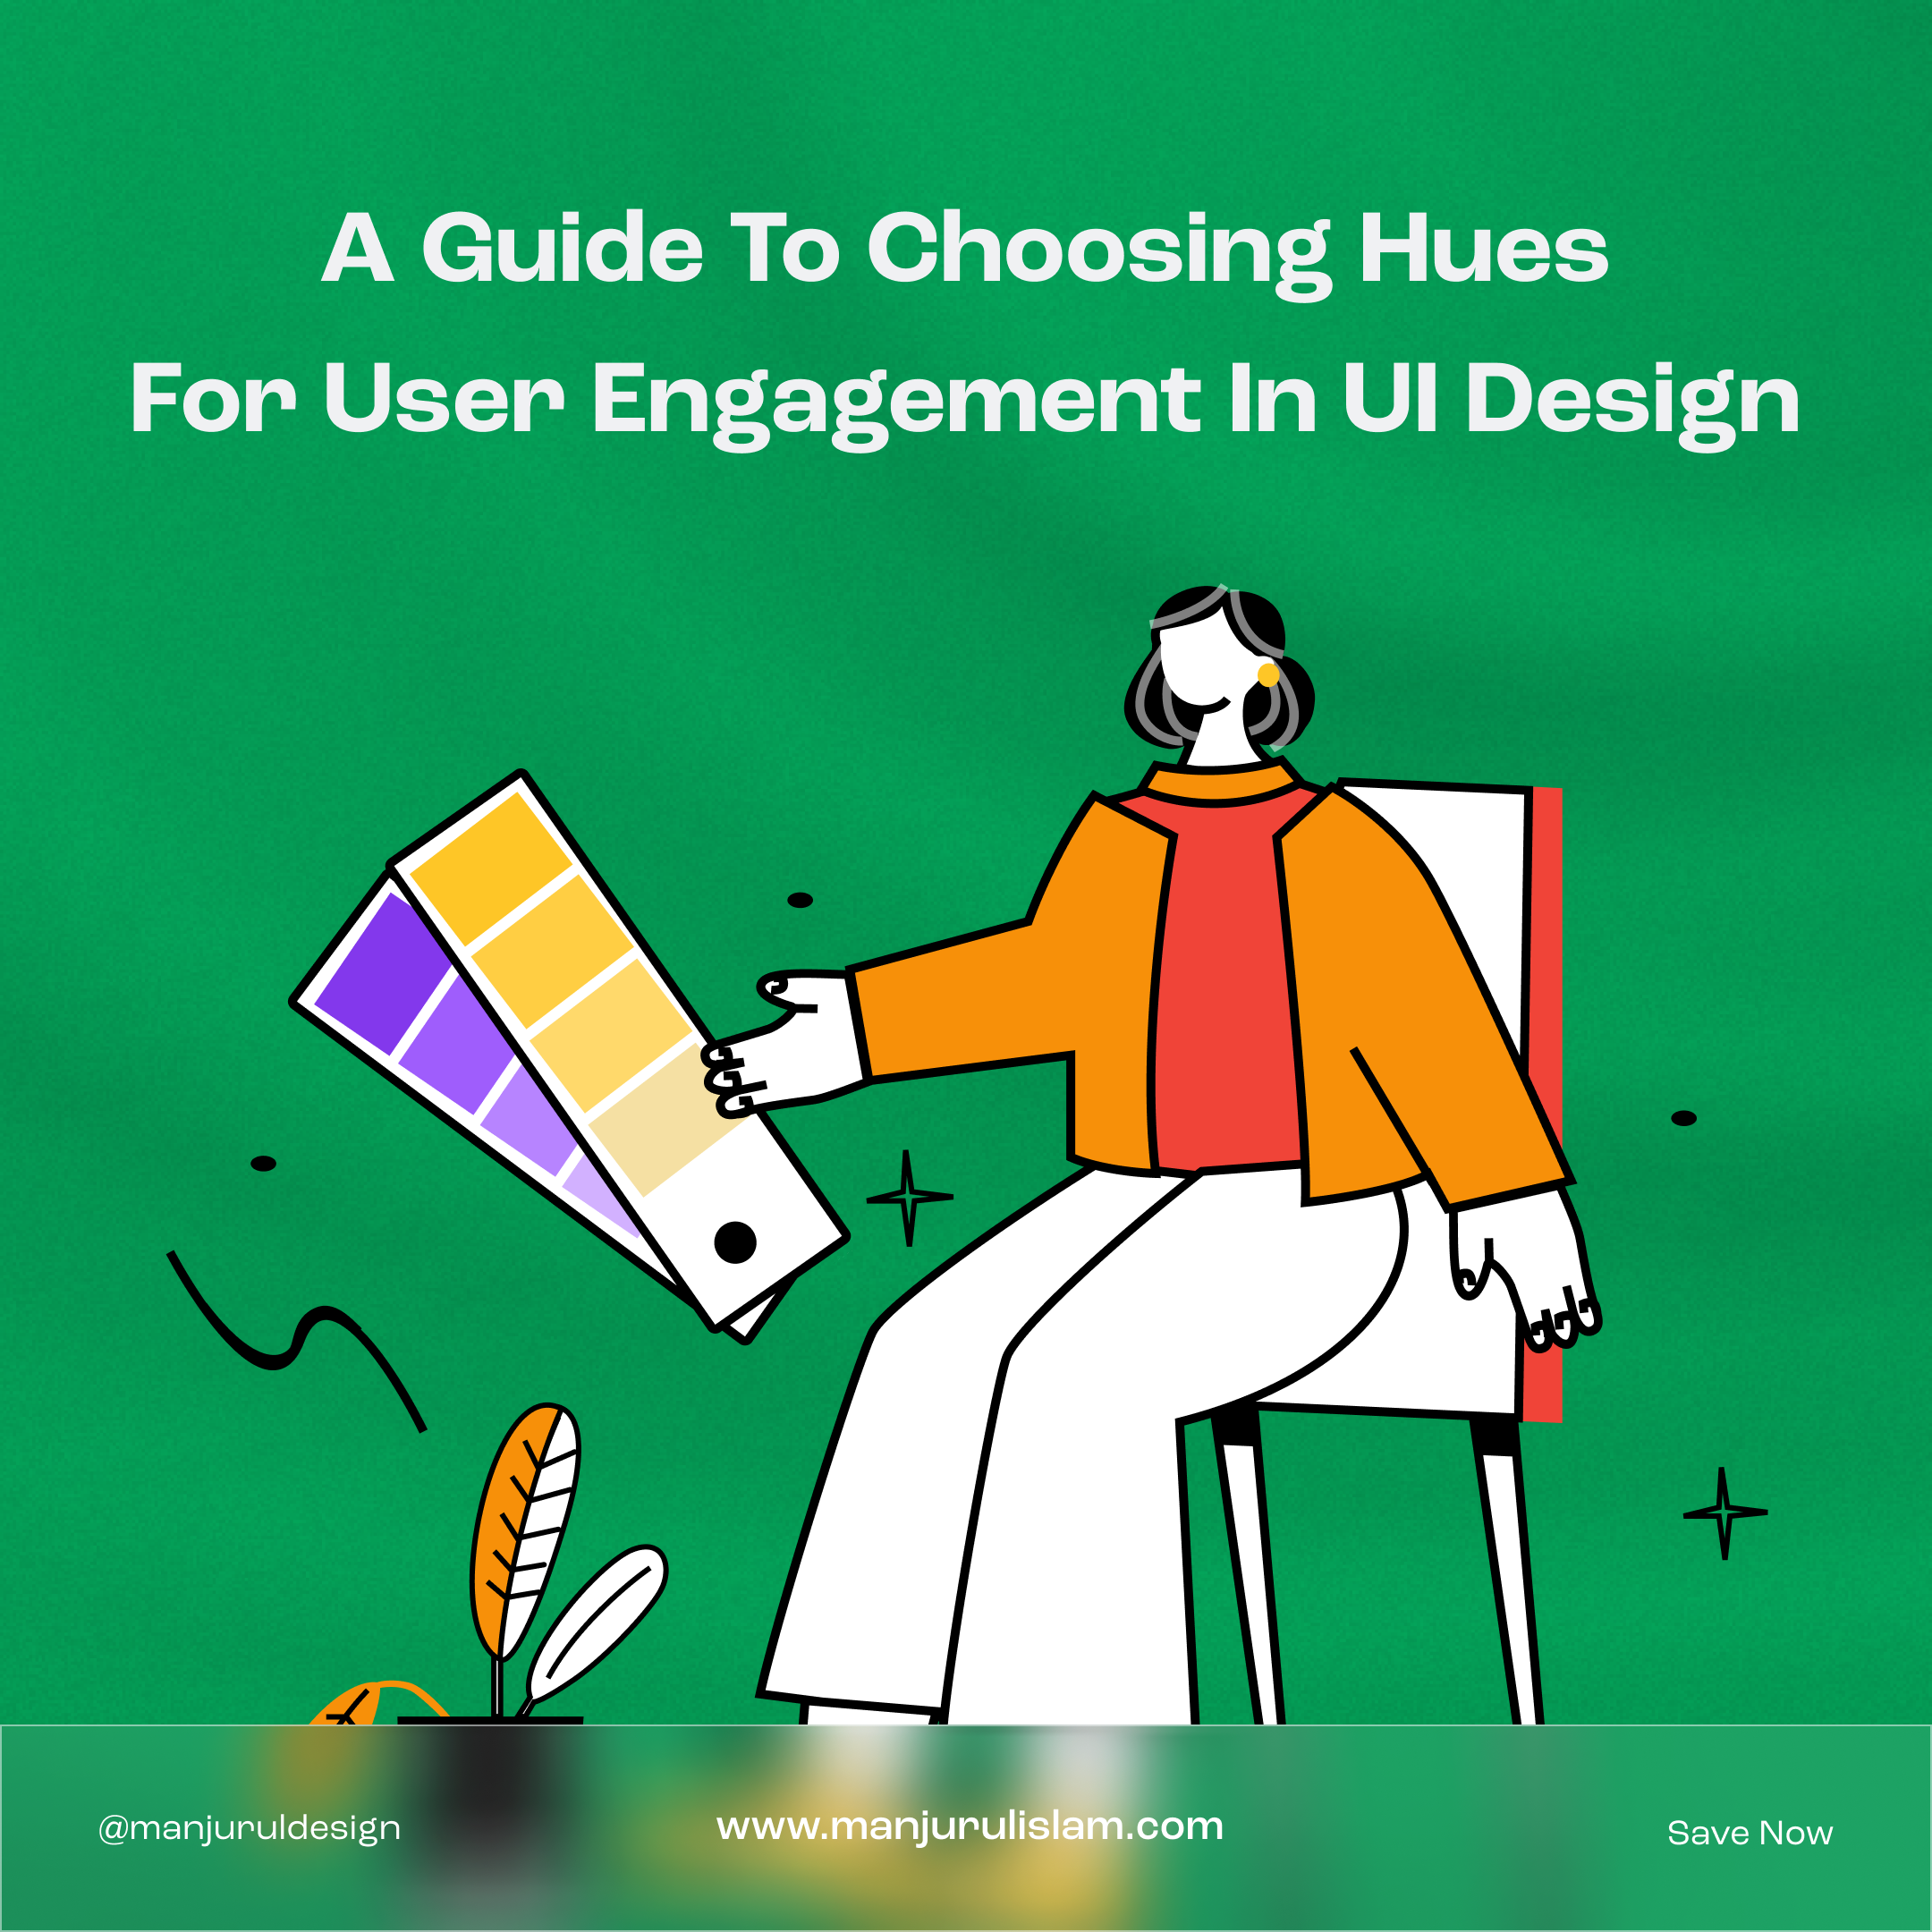 A Guide To Choosing Hues
For User Engagement In UI Design
@manjuruldesign
www.manjurulislam.com
Save Now